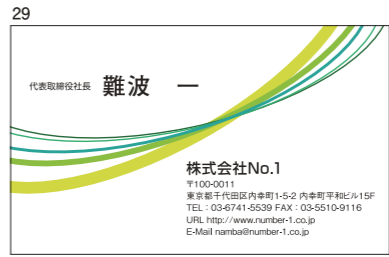 29
代表取締役社長 難波 一
株式会社No.1
〒100-0011
東京都千代田区内幸町1-5-2 内幸町平和ビル15F
TEL：03-6741-5539 FAX：03-5510-9116
URL http://www.number-1.co.jp
E-Mail namba@number-1.co.jp